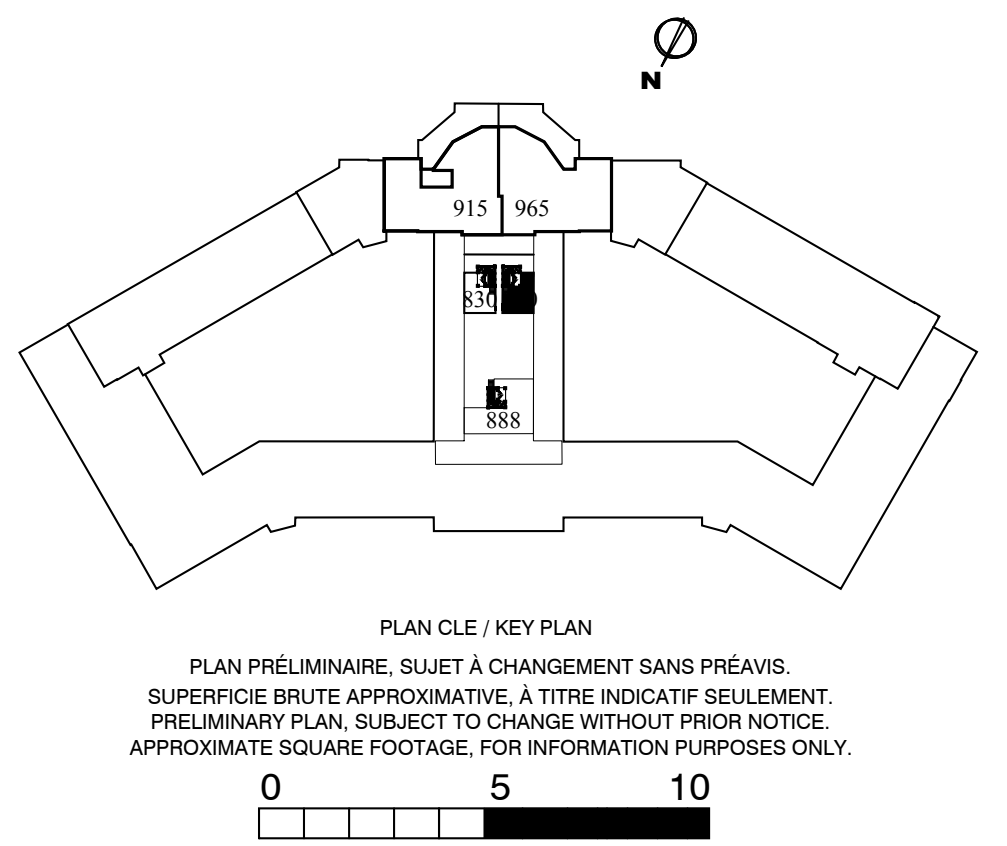 N
915 965
830
888
PLAN CLE / KEY PLAN
PLAN PRÉLIMINAIRE, SUJET À CHANGEMENT SANS PRÉAVIS.
SUPERFICIE BRUTE APPROXIMATIVE, À TITRE INDICATIF SEULEMENT.
PRELIMINARY PLAN, SUBJECT TO CHANGE WITHOUT PRIOR NOTICE.
APPROXIMATE SQUARE FOOTAGE, FOR INFORMATION PURPOSES ONLY.
0 5 10